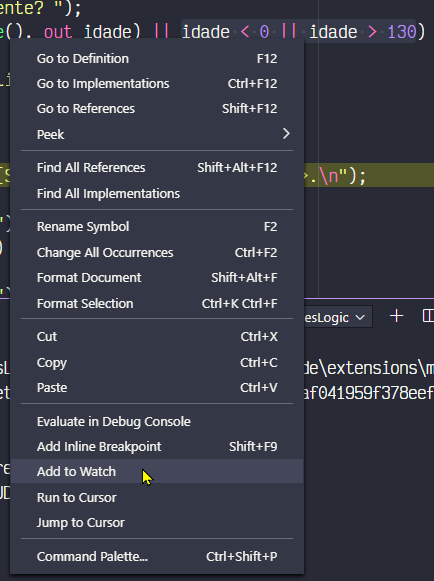 ente? ");
(), out idade) || idade < 0 || idade > 130)
Go to Definition F12
Go to Implementations Ctrl+F12
Go to References Shift+F12
Peek
Find All References Shift+Alt+F12
>.\n");
Find All Implementations
Rename Symbol F2
Change All Occurrences Ctrl+F2
Format Document Shift+Alt+F
Format Selection Ctrl+K Ctrl+F
esLogic
Cut Ctrl+X
Copy Ctrl+C
de\extensions\m
Paste Ctrl+V
af041959f378eef
Evaluate in Debug Console
Add Inline Breakpoint Shift+F9
Add to Watch
Run to Cursor
Jump to Cursor
Command Palette... Ctrl+Shift+P